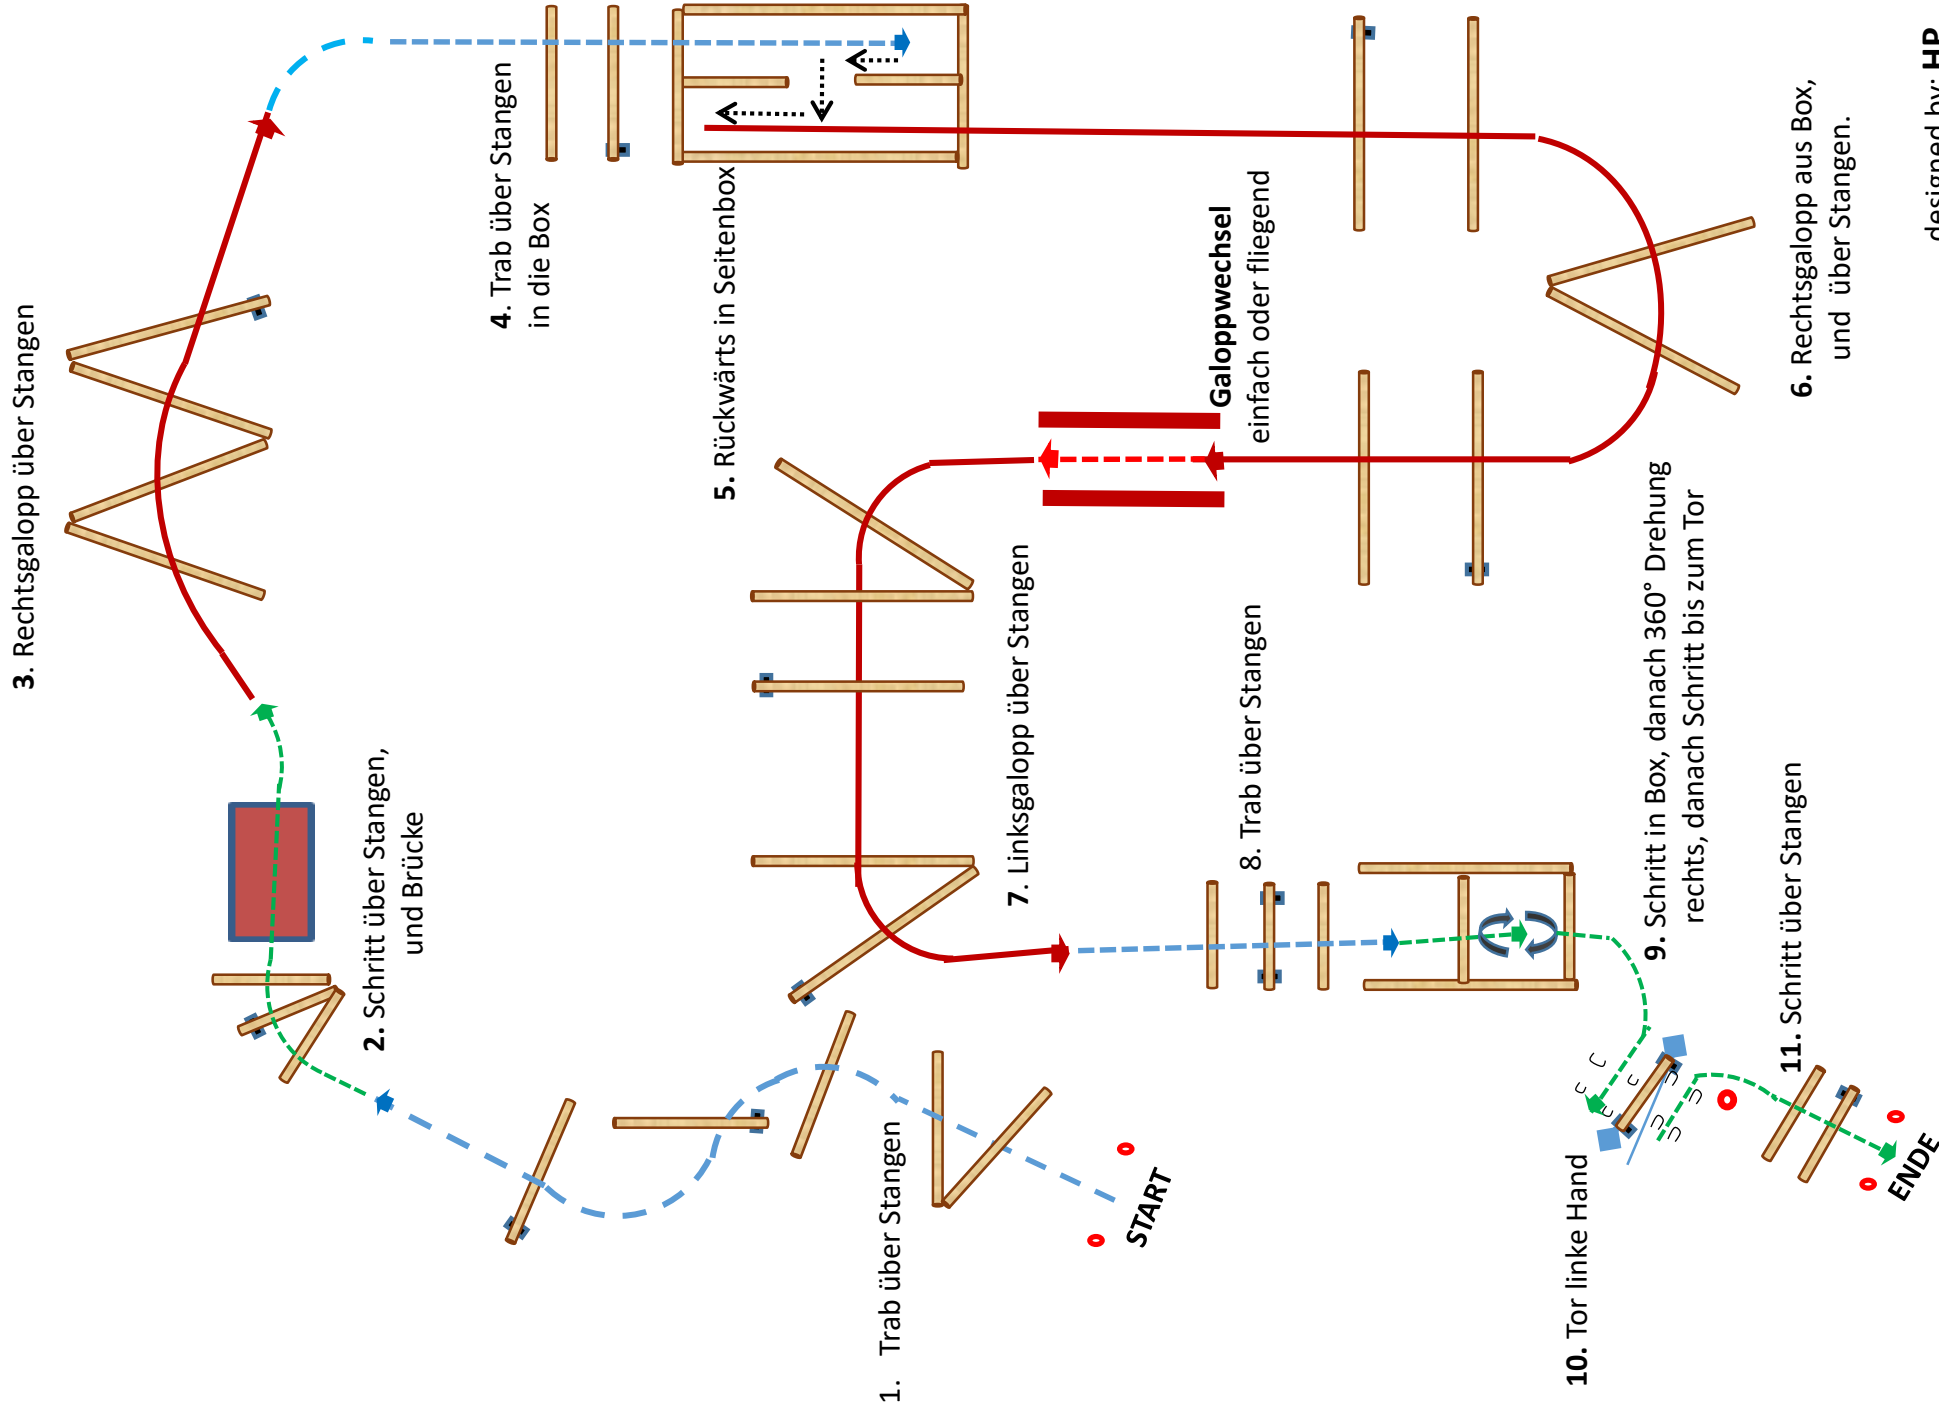 3. Rechtsgalopp über Stangen
2. Schritt über Stangen,
und Brücke
4. Trab über Stangen
in die Box
5. Rückwärts in Seitenbox
1. Trab über Stangen
START
7. Linksgalopp über Stangen
Galoppwechsel
einfach oder fliegend
8. Trab über Stangen
6. Rechtsgalopp aus Box,
und über Stangen.
9. Schritt in Box, danach 360° Drehung
rechts, danach Schritt bis zum Tor
10. Tor linke Hand
11. Schritt über Stangen
ENDE
designed by: HP